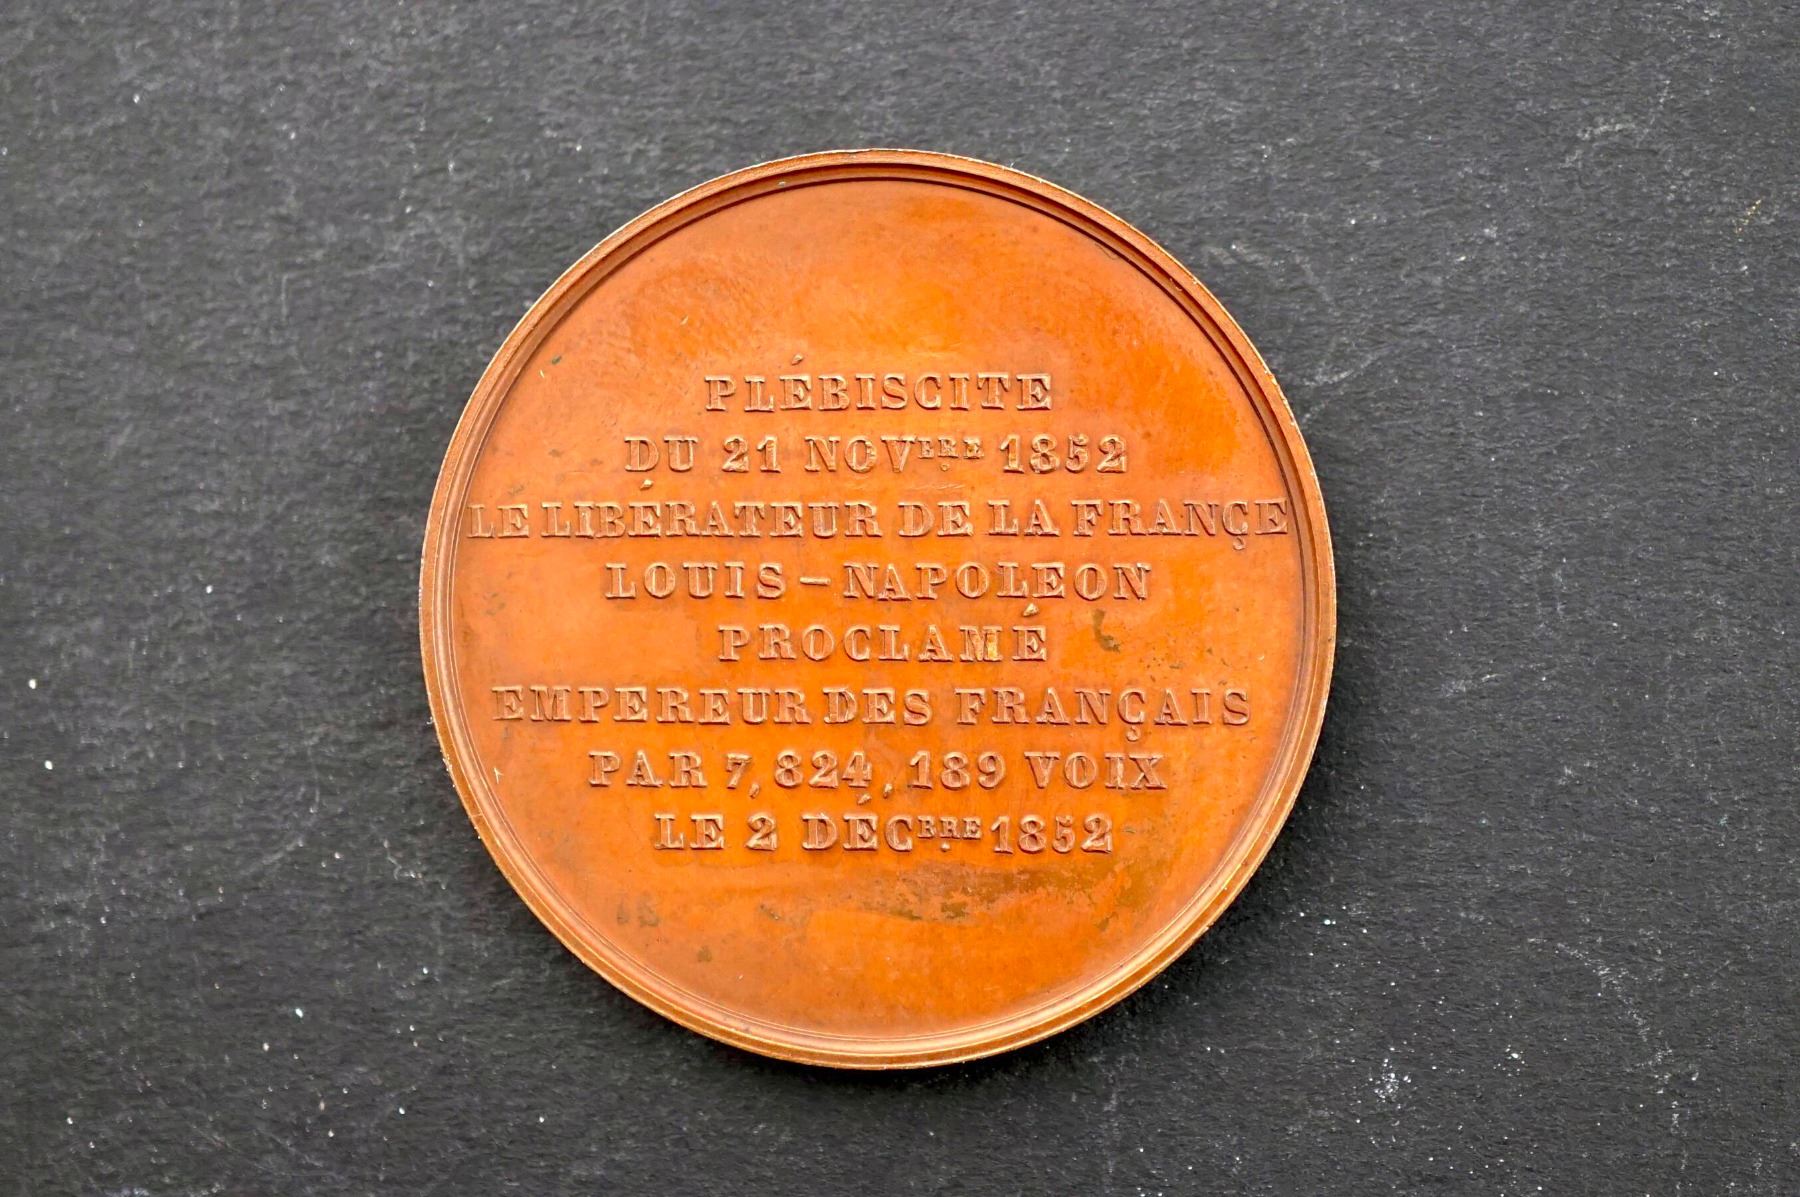 PLÉBISCITE
DU 21 NOVBRE 1852
LE LIBÉRATEUR DE LA FRANÇE
LOUIS-NAPOLEON
PROCLAMÉ
EMPEREUR DES FRANÇAIS
PAR 7,824,189 VOIX
LE 2 DÉCBRE 1852